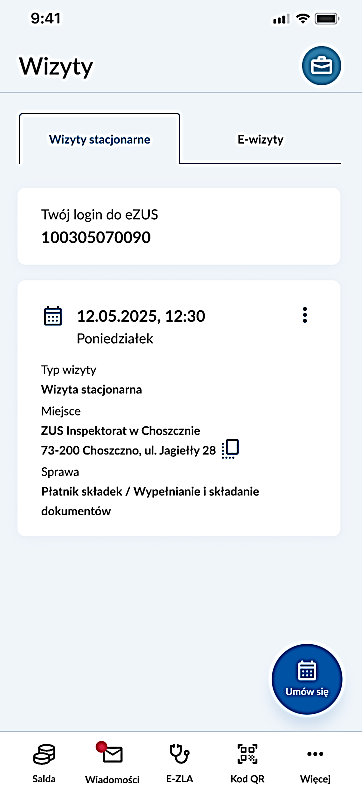 9:41
Wizyty
Wizyty stacjonarne
E-wizyty
Twój login do eZUS
100305070090
12.05.2025, 12:30
Poniedziałek
Typ wizyty
Wizyta stacjonarna
Miejsce
ZUS Inspektorat w Choszcznie
73-200 Choszczno, ul. Jagiełły 28
Sprawa
Płatnik składek / Wypełnianie i składanie
dokumentów
Umów się
Salda
Wiadomości
E-ZLA
Kod QR
Więcej